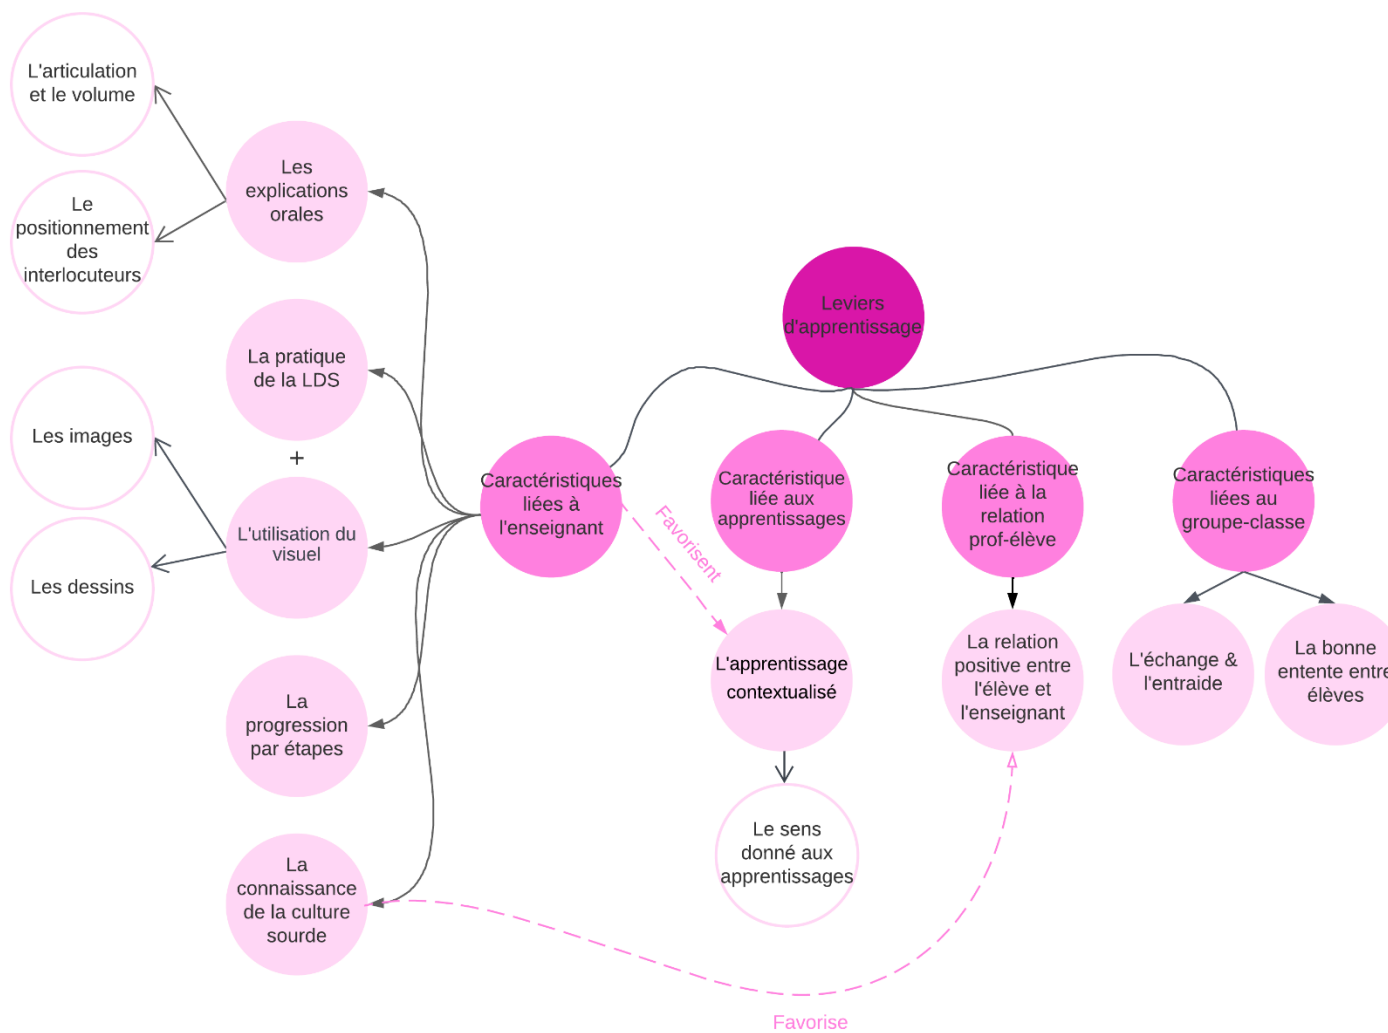 L'articulation
et le volume
Le
positionnement
des
interlocuteurs
Les
explications
orales
La pratique
de la LDS
+
L'utilisation du
visuel
Les images
Les dessins
La
progression
par étapes
La
connaissance
de la culture
sourde
Leviers
d'apprentissage
Caractéristiques
liées à
l'enseignant
Favorisent
Caractéristique
liée aux
apprentissages
L'apprentissage
contextualisé
Le sens
donné aux
apprentissages
Caractéristique
liée à la
relation
prof-élève
La relation
positive entre
l'élève et
l'enseignant
Caractéristiques
liées au
groupe-classe
L'échange &
l'entraide
La bonne
entente entre
élèves
Favorise